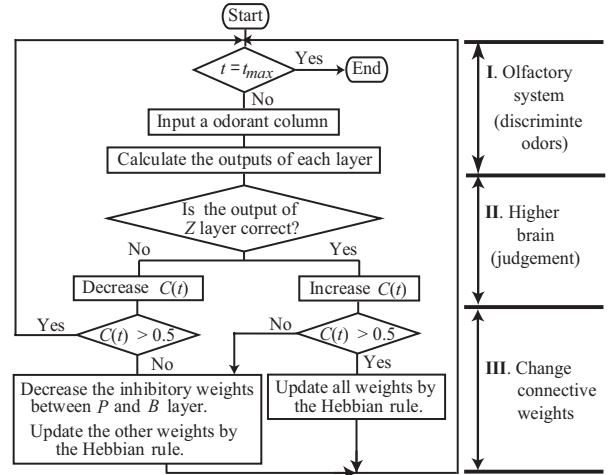 Start
t = tmax
Yes
End
No
Input a odorant column
Calculate the outputs of each layer
Is the output of
Z layer correct?
No
Yes
Decrease C(t)
Increase C(t)
Yes
C(t) > 0.5
No
C(t) > 0.5
No
Yes
Decrease the inhibitory weights
between P and B layer.
Update the other weights by
the Hebbian rule.
Update all weights by
the Hebbian rule.
I. Olfactory
system
(discriminte
odors)
II. Higher
brain
(judgement)
III. Change
connective
weights